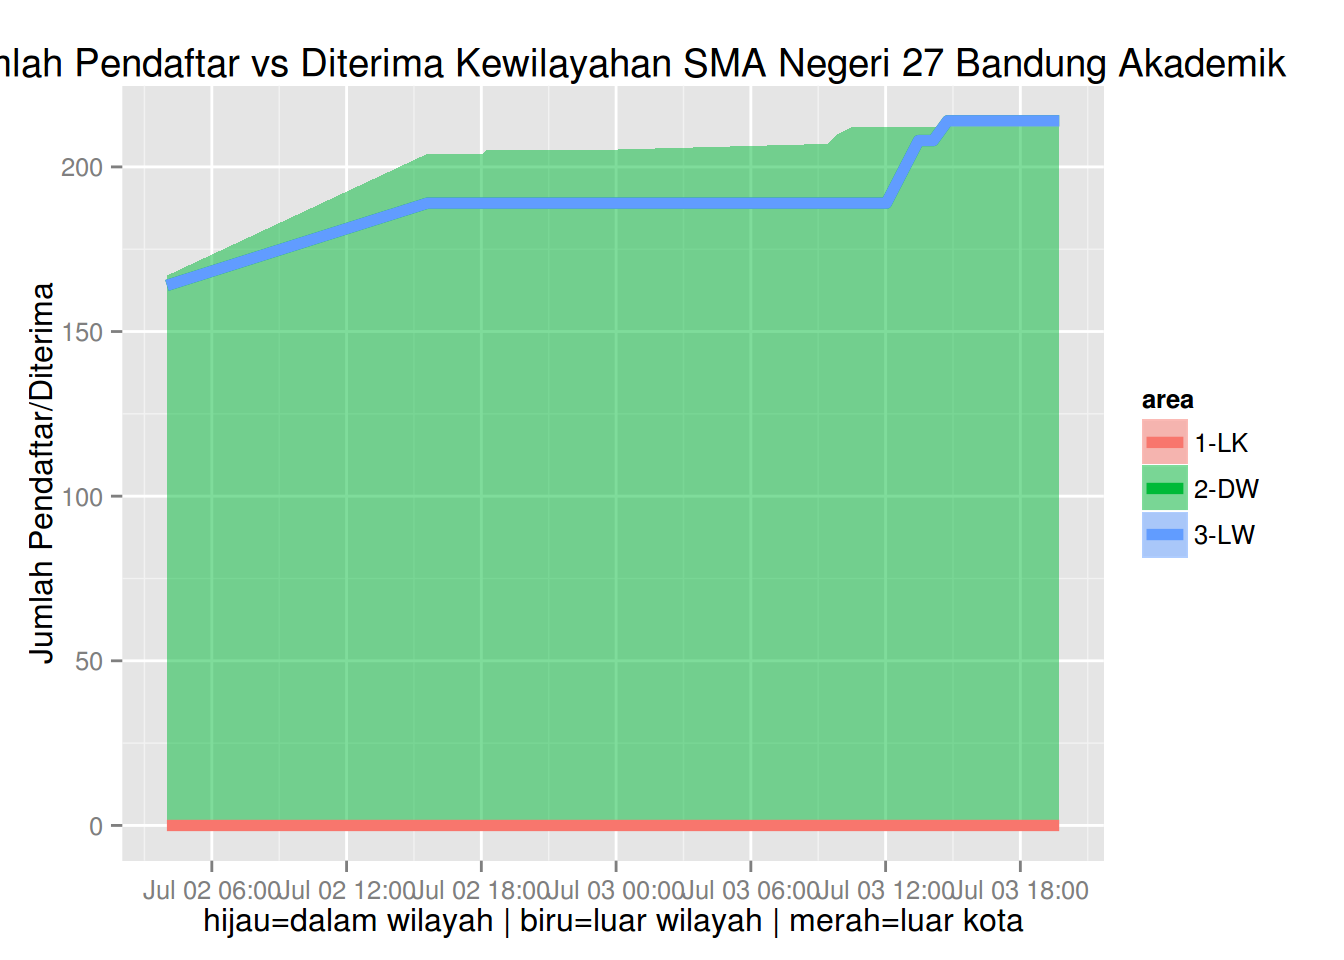 mlah Pendaftar vs Diterima Kewilayahan SMA Negeri 27 Bandung Akademik
Jumlah Pendaftar/Diterima
200
150
100
50
0
Jul 02 06:00
Jul 02 12:00
Jul 02 18:00
Jul 03 00:00
Jul 03 06:00
Jul 03 12:00
Jul 03 18:00
hijau=dalam wilayah | biru=luar wilayah | merah=luar kota
area
1-LK
2-DW
3-LW